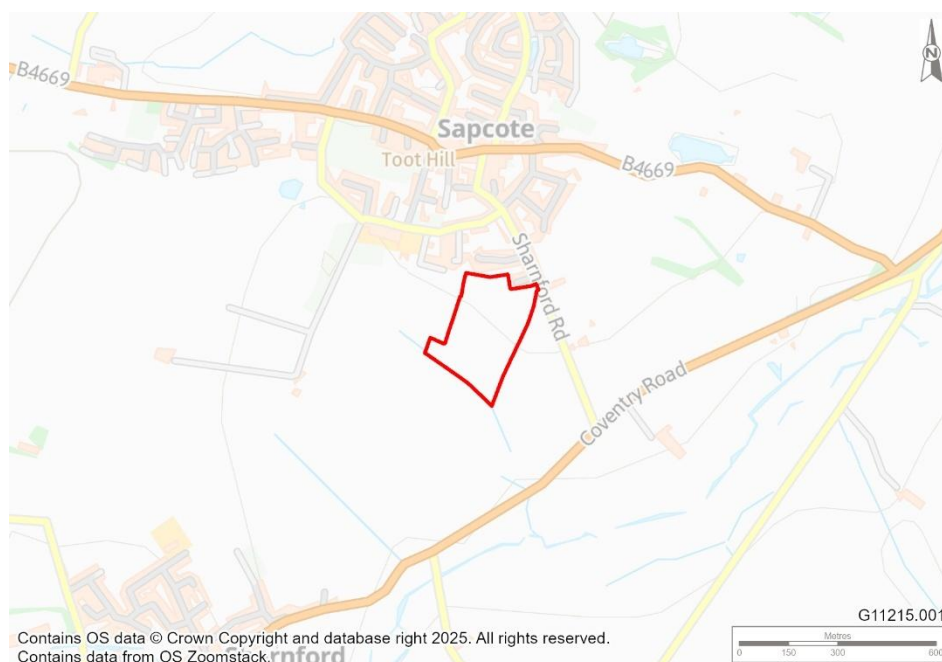 B4669
N
Sapcote
Toot Hill
B4669
Sharnford Rd
Coventry Road
G11215.001
Contains OS data © Crown Copyright and database right 2025. All rights reserved.
Metres
0 150 300 600
Contains data from OS Zoomstack.